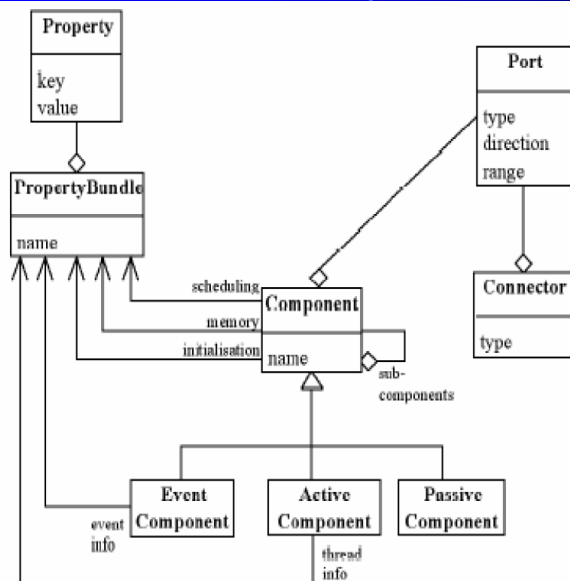 Property
key
value
Port
type
direction
range
PropertyBundle
name
scheduling
memory
initialisation
Component
name
sub-
components
Connector
type
Event
Component
Active
Component
Passive
Component
event
info
thread
info